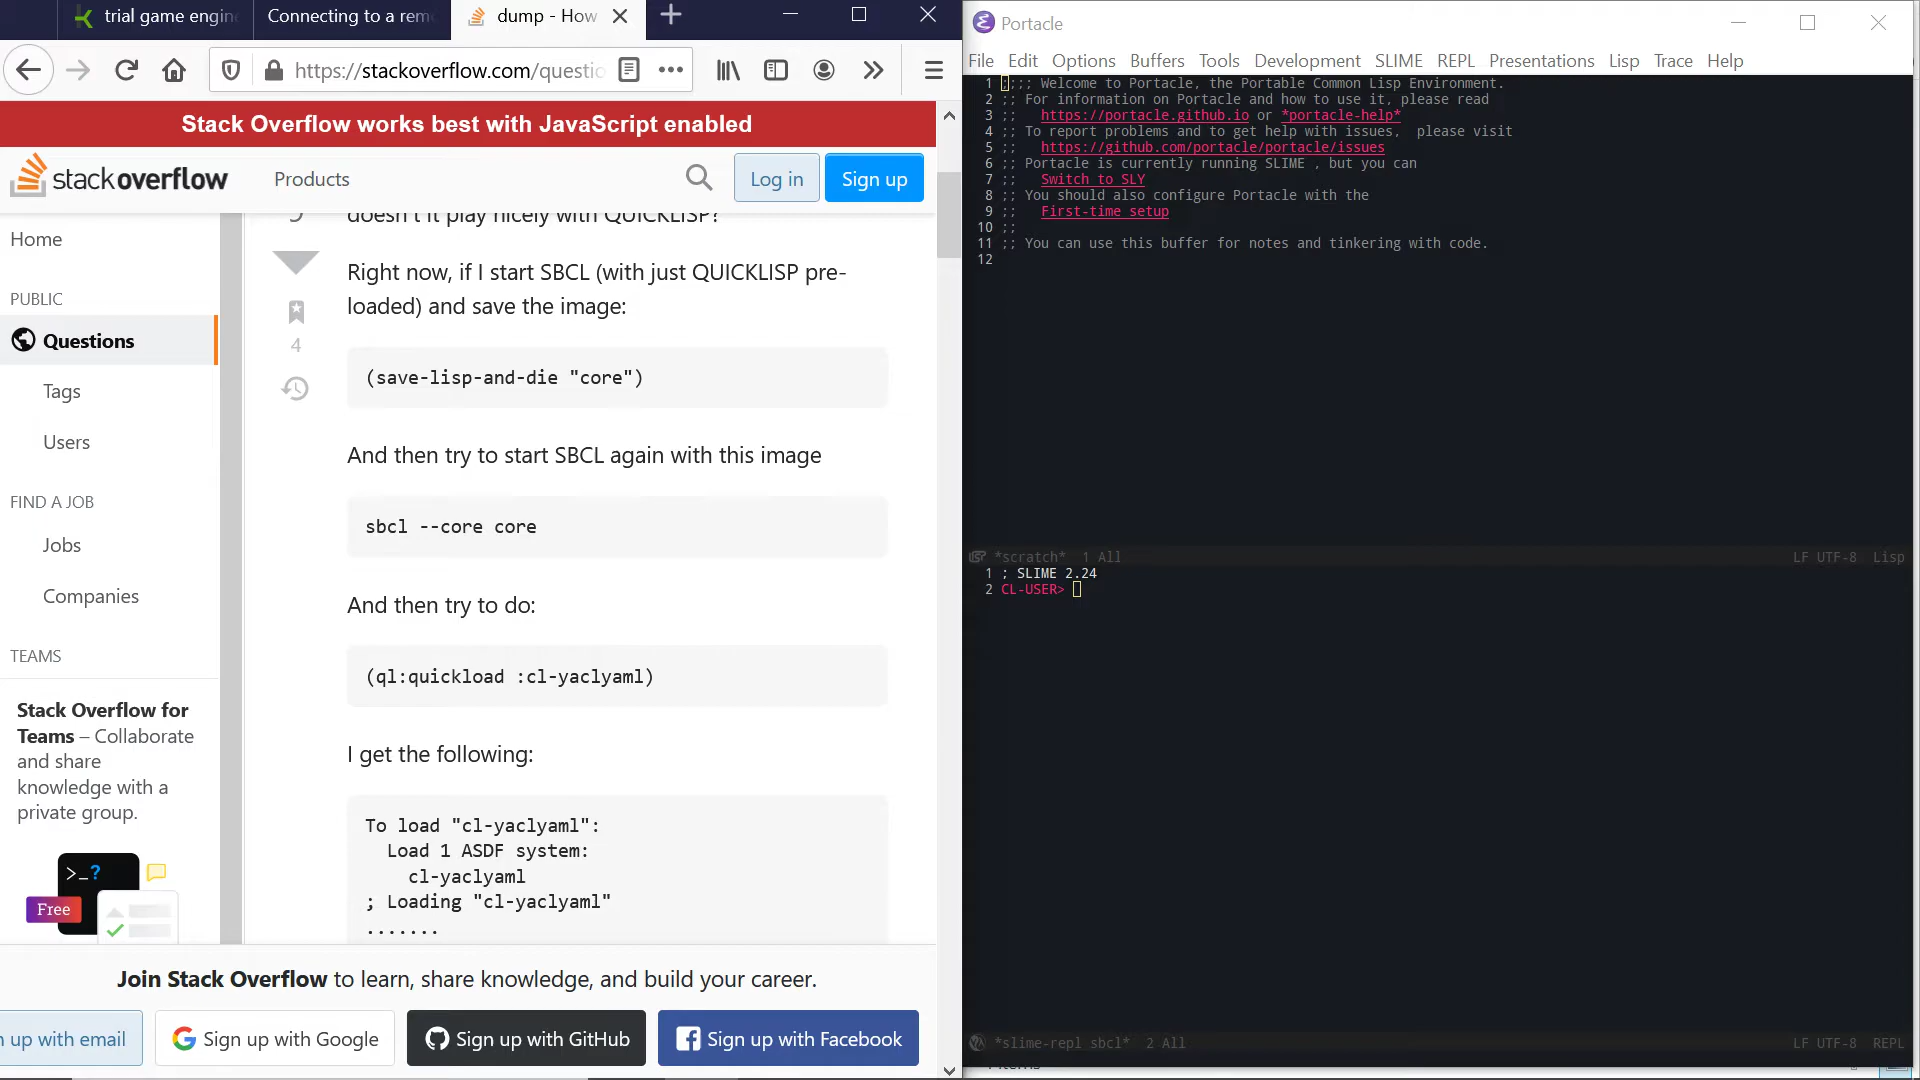 trial game engin
Connecting to a rem
dump - How
https://stackoverflow.com/questio
Stack Overflow works best with JavaScript enabled
stackoverflow
Products
Log in
Sign up
Home
PUBLIC
Questions
Tags
Users
FIND A JOB
Jobs
Companies
TEAMS
Stack Overflow for
Teams – Collaborate
and share
knowledge with a
private group.
>_?
Free
doesn't it play nicely with QUICKLISP?
4
Right now, if I start SBCL (with just QUICKLISP pre-
loaded) and save the image:
(save-lisp-and-die "core")
And then try to start SBCL again with this image
sbcl --core core
And then try to do:
(ql:quickload :cl-yaclyaml)
I get the following:
To load "cl-yaclyaml":
Load 1 ASDF system:
cl-yaclyaml
; Loading "cl-yaclyaml"
.......
Join Stack Overflow to learn, share knowledge, and build your career.
up with email
Sign up with Google
Sign up with GitHub
Sign up with Facebook
Portacle
File Edit Options Buffers Tools Development SLIME REPL Presentations Lisp Trace Help
1 ;;;; Welcome to Portacle, the Portable Common Lisp Environment.
2 ;; For information on Portacle and how to use it, please read
3 ;; https://portacle.github.io or *portacle-help*
4 ;; To report problems and to get help with issues, please visit
5 ;; https://github.com/portacle/portacle/issues
6 ;; Portacle is currently running SLIME , but you can
7 ;; Switch to SLY
8 ;; You should also configure Portacle with the
9 ;; First-time setup
10 ;;
11 ;; You can use this buffer for notes and tinkering with code.
12
*scratch* 1 All LF UTF-8 Lisp
1 ; SLIME 2.24
2 CL-USER>
*slime-repl sbcl* 2 All LF UTF-8 REPL